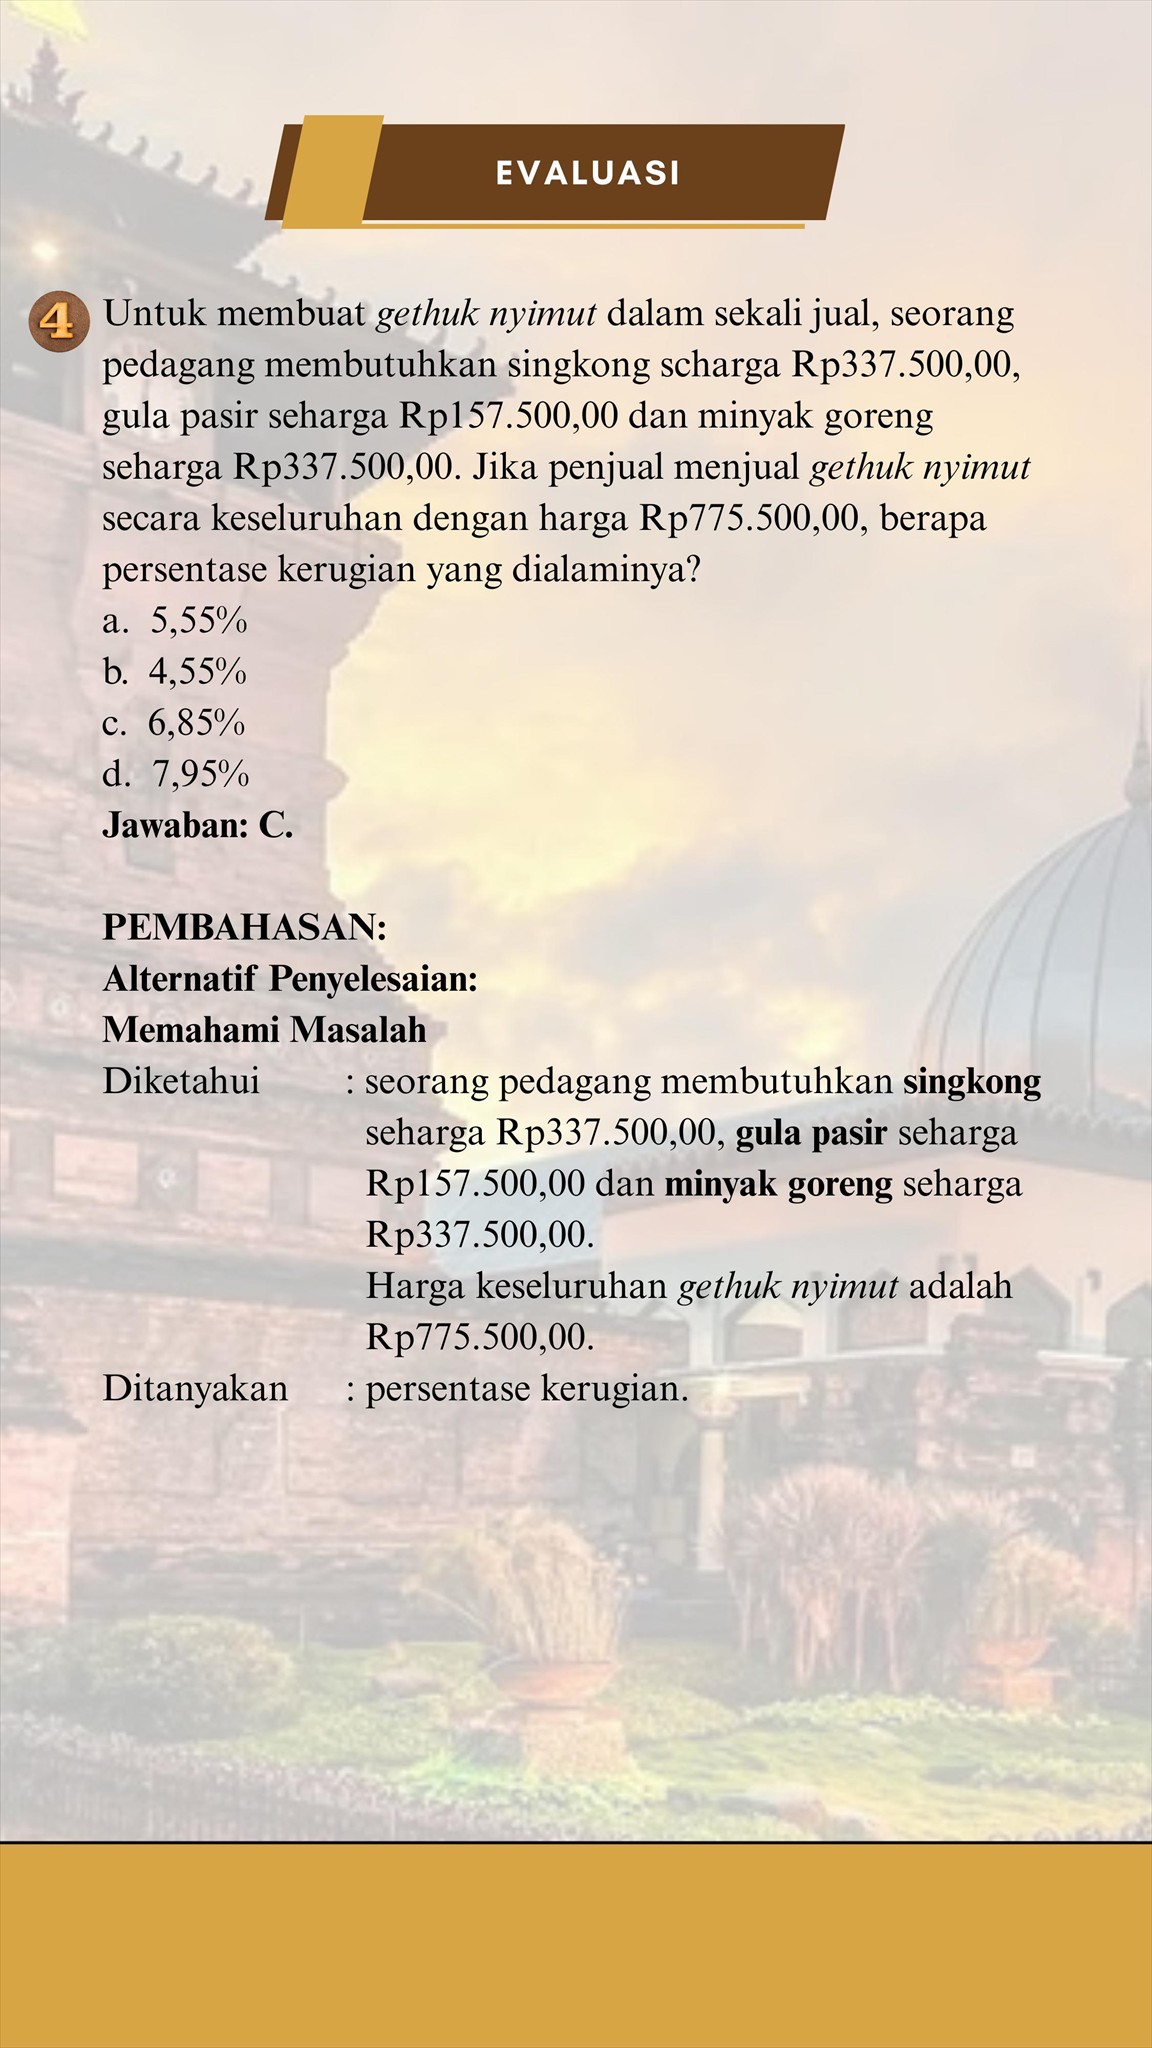 EVALUASI
4 Untuk membuat gethuk nyimut dalam sekali jual, seorang
pedagang membutuhkan singkong scharga Rp337.500,00,
gula pasir seharga Rp157.500,00 dan minyak goreng
seharga Rp337.500,00. Jika penjual menjual gethuk nyimut
secara keseluruhan dengan harga Rp775.500,00, berapa
persentase kerugian yang dialaminya?
a. 5,55%
b. 4,55%
c. 6,85%
d. 7,95%
Jawaban: C.
PEMBAHASAN:
Alternatif Penyelesaian:
Memahami Masalah
Diketahui : seorang pedagang membutuhkan singkong
seharga Rp337.500,00, gula pasir seharga
Rp157.500,00 dan minyak goreng seharga
Rp337.500,00.
Harga keseluruhan gethuk nyimut adalah
Rp775.500,00.
Ditanyakan : persentase kerugian.